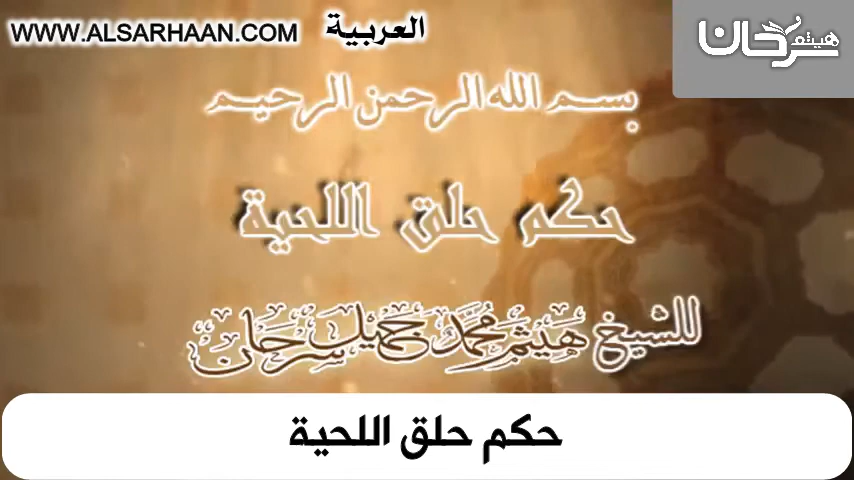 WWW.ALSARHAAN.COM العربية
هيثم سرحان
بسم الله الرحمن الرحيم
حكم حلق اللحية
للشيخ هيثم محمد جميل سرحان
حكم حلق اللحية